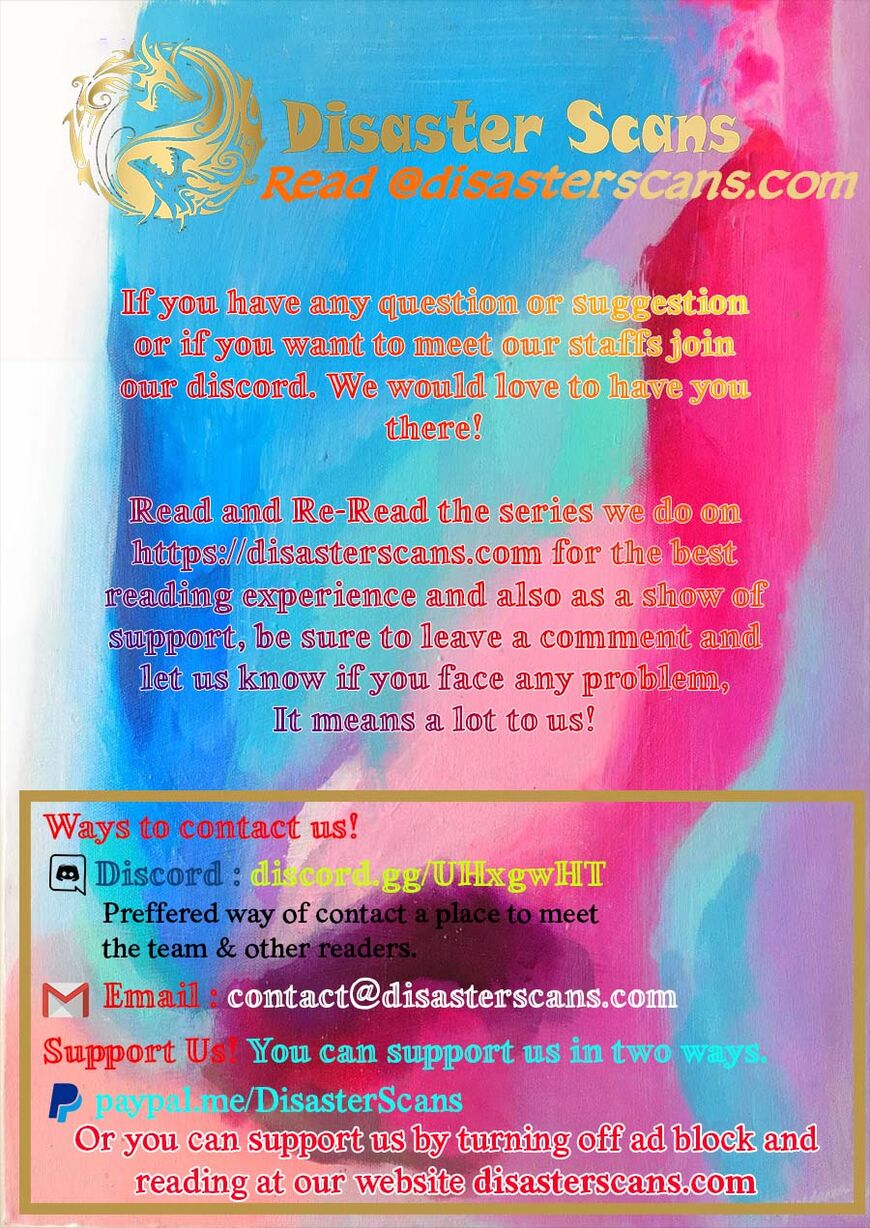 Disaster Scans
Read @disasterscans.com
If you have any question or suggestion
or if you want to meet our staffs join
our discord. We would love to have you
there!
Read and Re-Read the series we do on
https://disasterscans.com for the best
reading experience and also as a show of
support, be sure to leave a comment and
let us know if you face any problem,
It means a lot to us!
Ways to contact us!
Discord : discord.gg/UHxgwHT
Preffered way of contact a place to meet
the team & other readers.
Email : contact@disasterscans.com
Support Us! You can support us in two ways.
paypal.me/DisasterScans
Or you can support us by turning off ad block and
reading at our website disasterscans.com